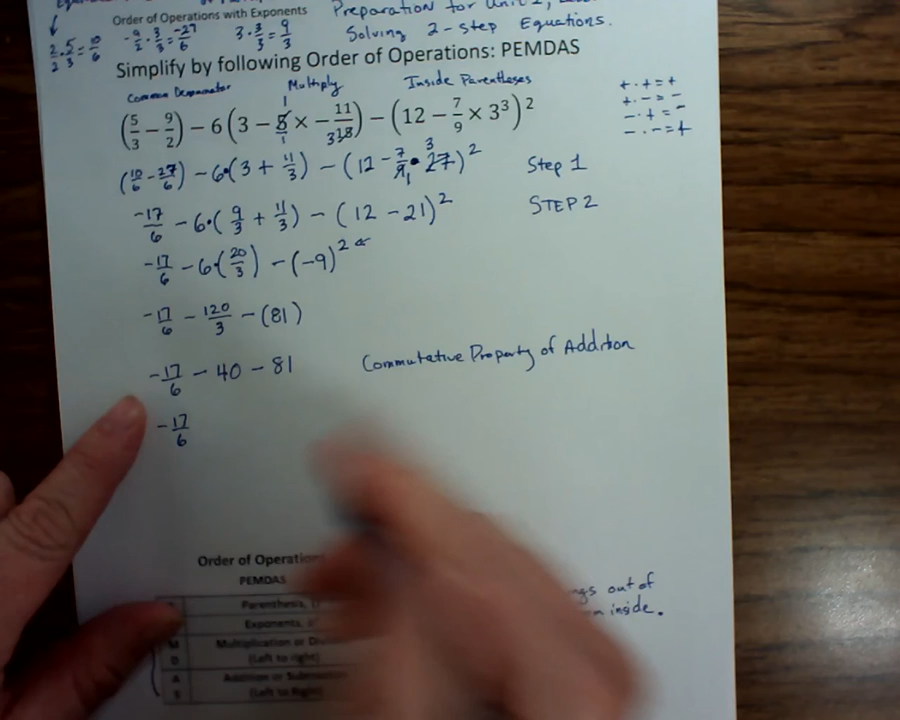 Order of Operations with Exponents
Preparation for Unit 2,
Solving 2-step Equations.
2/2 · 5/3 = 10/6
-9/2 · 3/3 = -27/6
3 · 3/3 = 9/3
Simplify by following Order of Operations: PEMDAS
Common Denominator
Multiply
Inside Parentheses
(5/3 − 9/2) − 6(3 − 6 × − 11/18) − (12 − 7/9 × 3³)²
+ · + = +
+ · − = −
− · + = −
− · − = +
(10/6 − 27/6) − 6·(3 + 11/3) − (12 − 7/9 · 27)²
Step 1
-17/6 − 6·(9/3 + 11/3) − (12 − 21)²
STEP 2
-17/6 − 6·(20/3) − (−9)²
-17/6 − 120/3 − (81)
-17/6 − 40 − 81
Commutative Property of Addition
-17/6
Order of Operation
PEMDAS
Parenthesis,
Exponents,
M
Multiplication or
D
(Left to right)
A
Addition or
S
(Left to Right)
out of
inside.